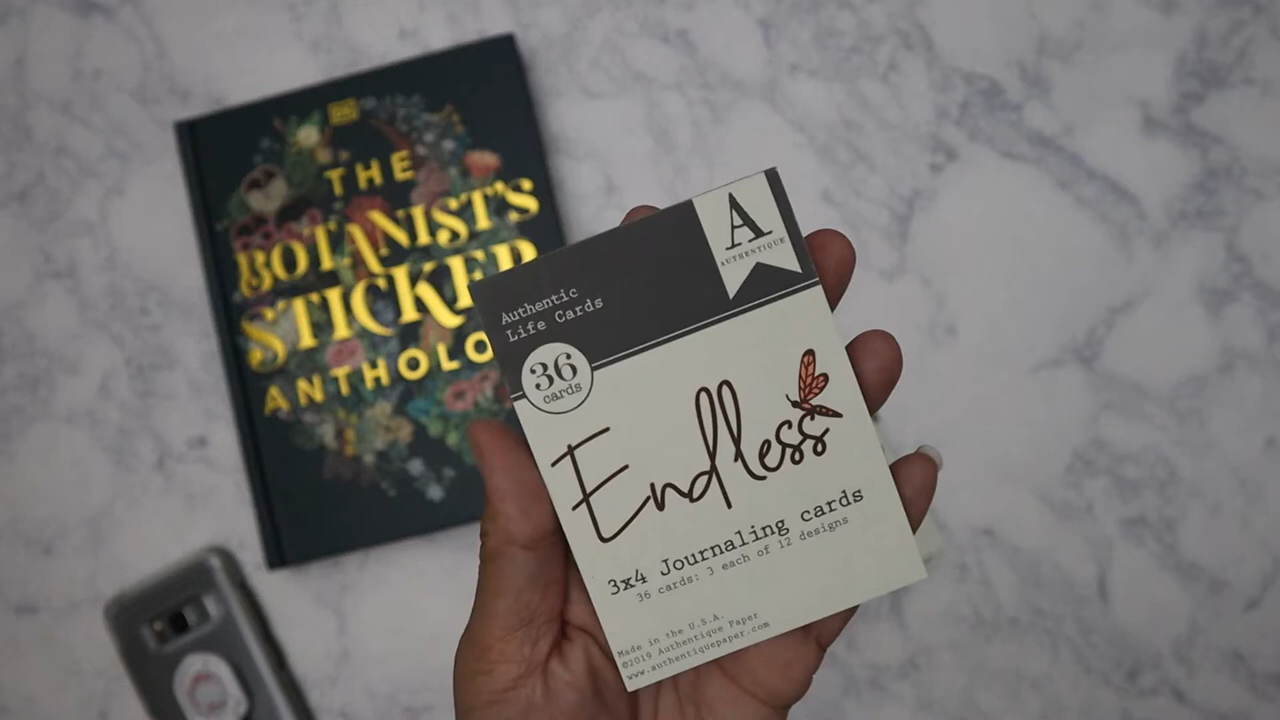 DK
THE
BOTANIST'S
STICKER
ANTHOLO
A
AUTHENTIQUE
Authentic
Life Cards
36
cards
Endless
3x4 Journaling cards
36 cards: 3 each of 12 designs
Made in the U.S.A.
©2019 Authentique Paper
www.authentiquepaper.com